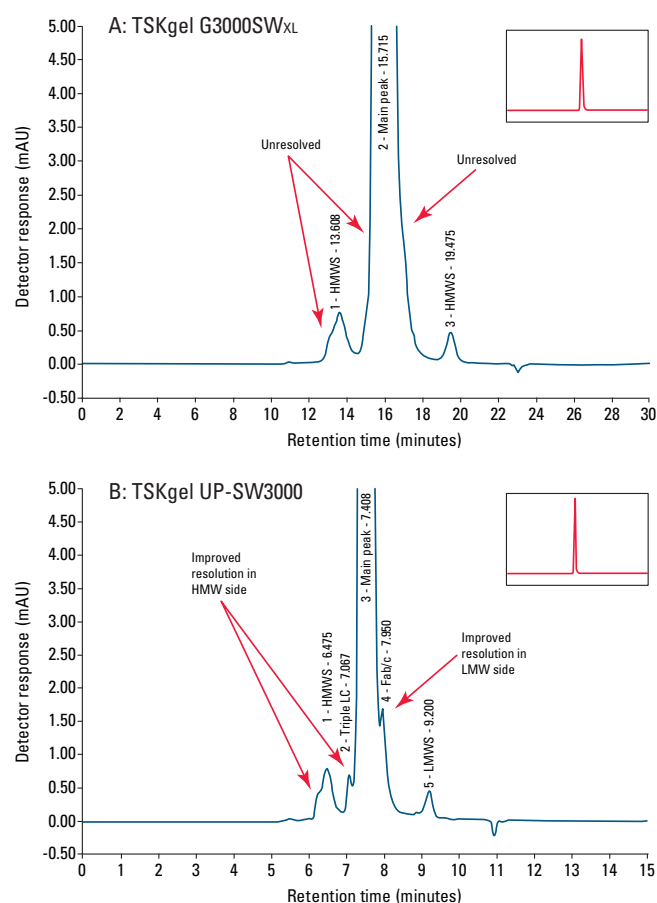 A: TSKgel G3000SWXL
5.00
4.50
4.00
3.50
3.00
2.50
2.00
1.50
1.00
0.50
0.00
-0.50
Detector response (mAU)
Unresolved
Unresolved
1 - HMWS - 13.608
2 - Main peak - 15.715
3 - HMWS - 19.475
0 2 4 6 8 10 12 14 16 18 20 22 24 26 28 30
Retention time (minutes)
B: TSKgel UP-SW3000
5.00
4.50
4.00
3.50
3.00
2.50
2.00
1.50
1.00
0.50
0.00
-0.50
Detector response (mAU)
Improved
resolution in
HMW side
1 - HMWS - 6.475
2 - Triple LC - 7.067
3 - Main peak - 7.408
4 - Fab/c - 7.950
Improved
resolution in
LMW side
5 - LMWS - 9.200
0 1 2 3 4 5 6 7 8 9 10 11 12 13 14 15
Retention time (minutes)